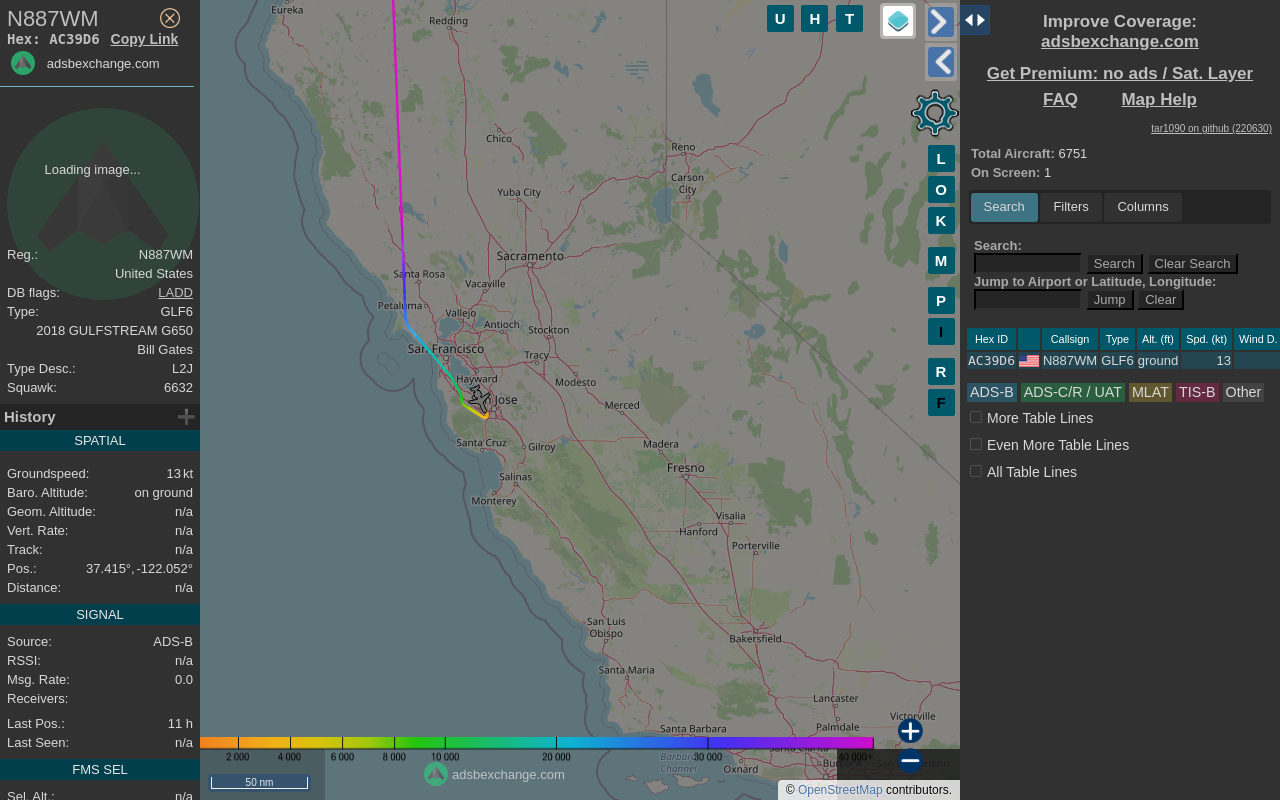 N887WM
Hex: AC39D6 Copy Link
adsbexchange.com
Loading image...
Reg.: N887WM
United States
DB flags: LADD
Type: GLF6
2018 GULFSTREAM G650
Bill Gates
Type Desc.: L2J
Squawk: 6632
History
SPATIAL
Groundspeed: 13 kt
Baro. Altitude: on ground
Geom. Altitude: n/a
Vert. Rate: n/a
Track: n/a
Pos.: 37.415°, -122.052°
Distance: n/a
SIGNAL
Source: ADS-B
RSSI: n/a
Msg. Rate: 0.0
Receivers:
Last Pos.: 11 h
Last Seen: n/a
FMS SEL
Sel. Alt.: n/a
Eureka
Redding
Chico
Reno
Carson
City
Yuba City
Sacramento
Santa Rosa
Vacaville
Petaluma
Vallejo
Antioch
Stockton
San Francisco
Tracy
Hayward
Modesto
Jose
Merced
Santa Cruz
Gilroy
Madera
Fresno
Salinas
Monterey
Visalia
Hanford
Porterville
San Luis
Obispo
Bakersfield
Santa Maria
Lancaster
Palmdale
Victorville
Santa Barbara
Oxnard
Channel
U H T
L
O
K
M
P
I
R
F
2 000 4 000 6 000 8 000 10 000 20 000 30 000 40 000+
50 nm
adsbexchange.com
© OpenStreetMap contributors.
Improve Coverage:
adsbexchange.com
Get Premium: no ads / Sat. Layer
FAQ Map Help
tar1090 on github (220630)
Total Aircraft: 6751
On Screen: 1
Search Filters Columns
Search:
Search Clear Search
Jump to Airport or Latitude, Longitude:
Jump Clear
Hex ID Callsign Type Alt. (ft) Spd. (kt) Wind D.
AC39D6 N887WM GLF6 ground 13
ADS-B ADS-C/R / UAT MLAT TIS-B Other
More Table Lines
Even More Table Lines
All Table Lines